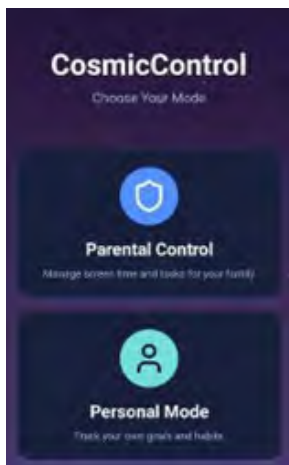 CosmicControl
Choose Your Mode
Parental Control
Manage screen time and tasks for your family
Personal Mode
Track your own goals and habits